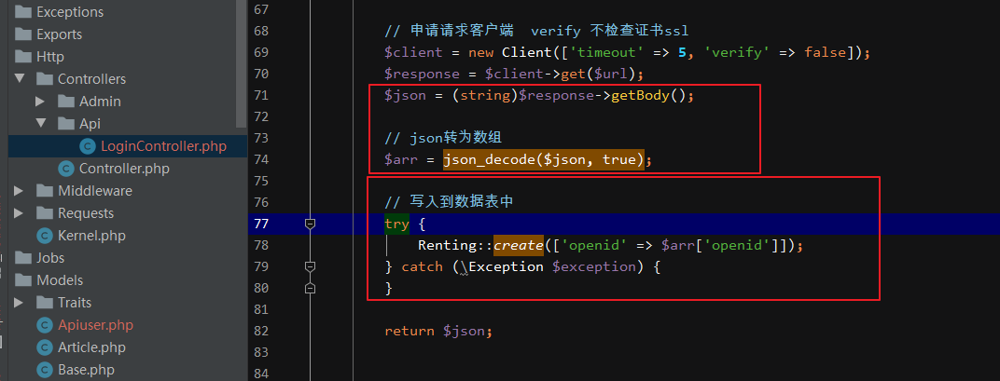 Exceptions
Exports
Http
Controllers
Admin
Api
LoginController.php
Controller.php
Middleware
Requests
Kernel.php
Jobs
Models
Traits
Apiuser.php
Article.php
Base.php
67
68 // 申请请求客户端 verify 不检查证书ssl
69 $client = new Client(['timeout' => 5, 'verify' => false]);
70 $response = $client->get($url);
71 $json = (string)$response->getBody();
72
73 // json转为数组
74 $arr = json_decode($json, true);
75
76 // 写入到数据表中
77 try {
78 Renting::create(['openid' => $arr['openid']]);
79 } catch (\Exception $exception) {
80 }
81
82 return $json;
83
84